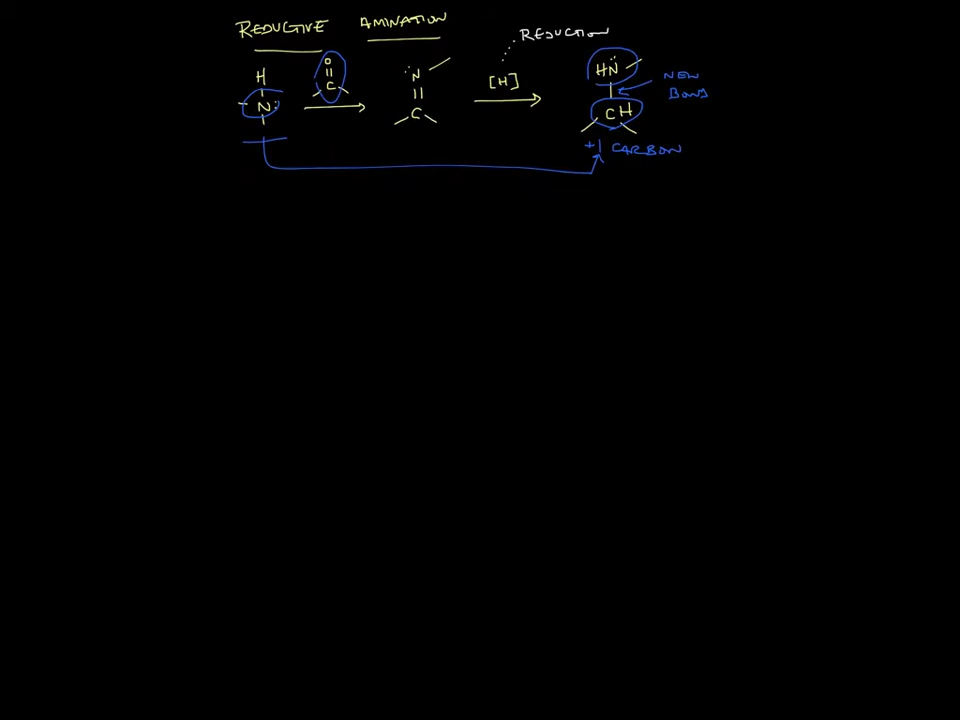 REDUCTIVE AMINATION
REDUCTION
H
N:
O
C
N
C
[H]
HN
CH
NEW
BOND
+1 CARBON